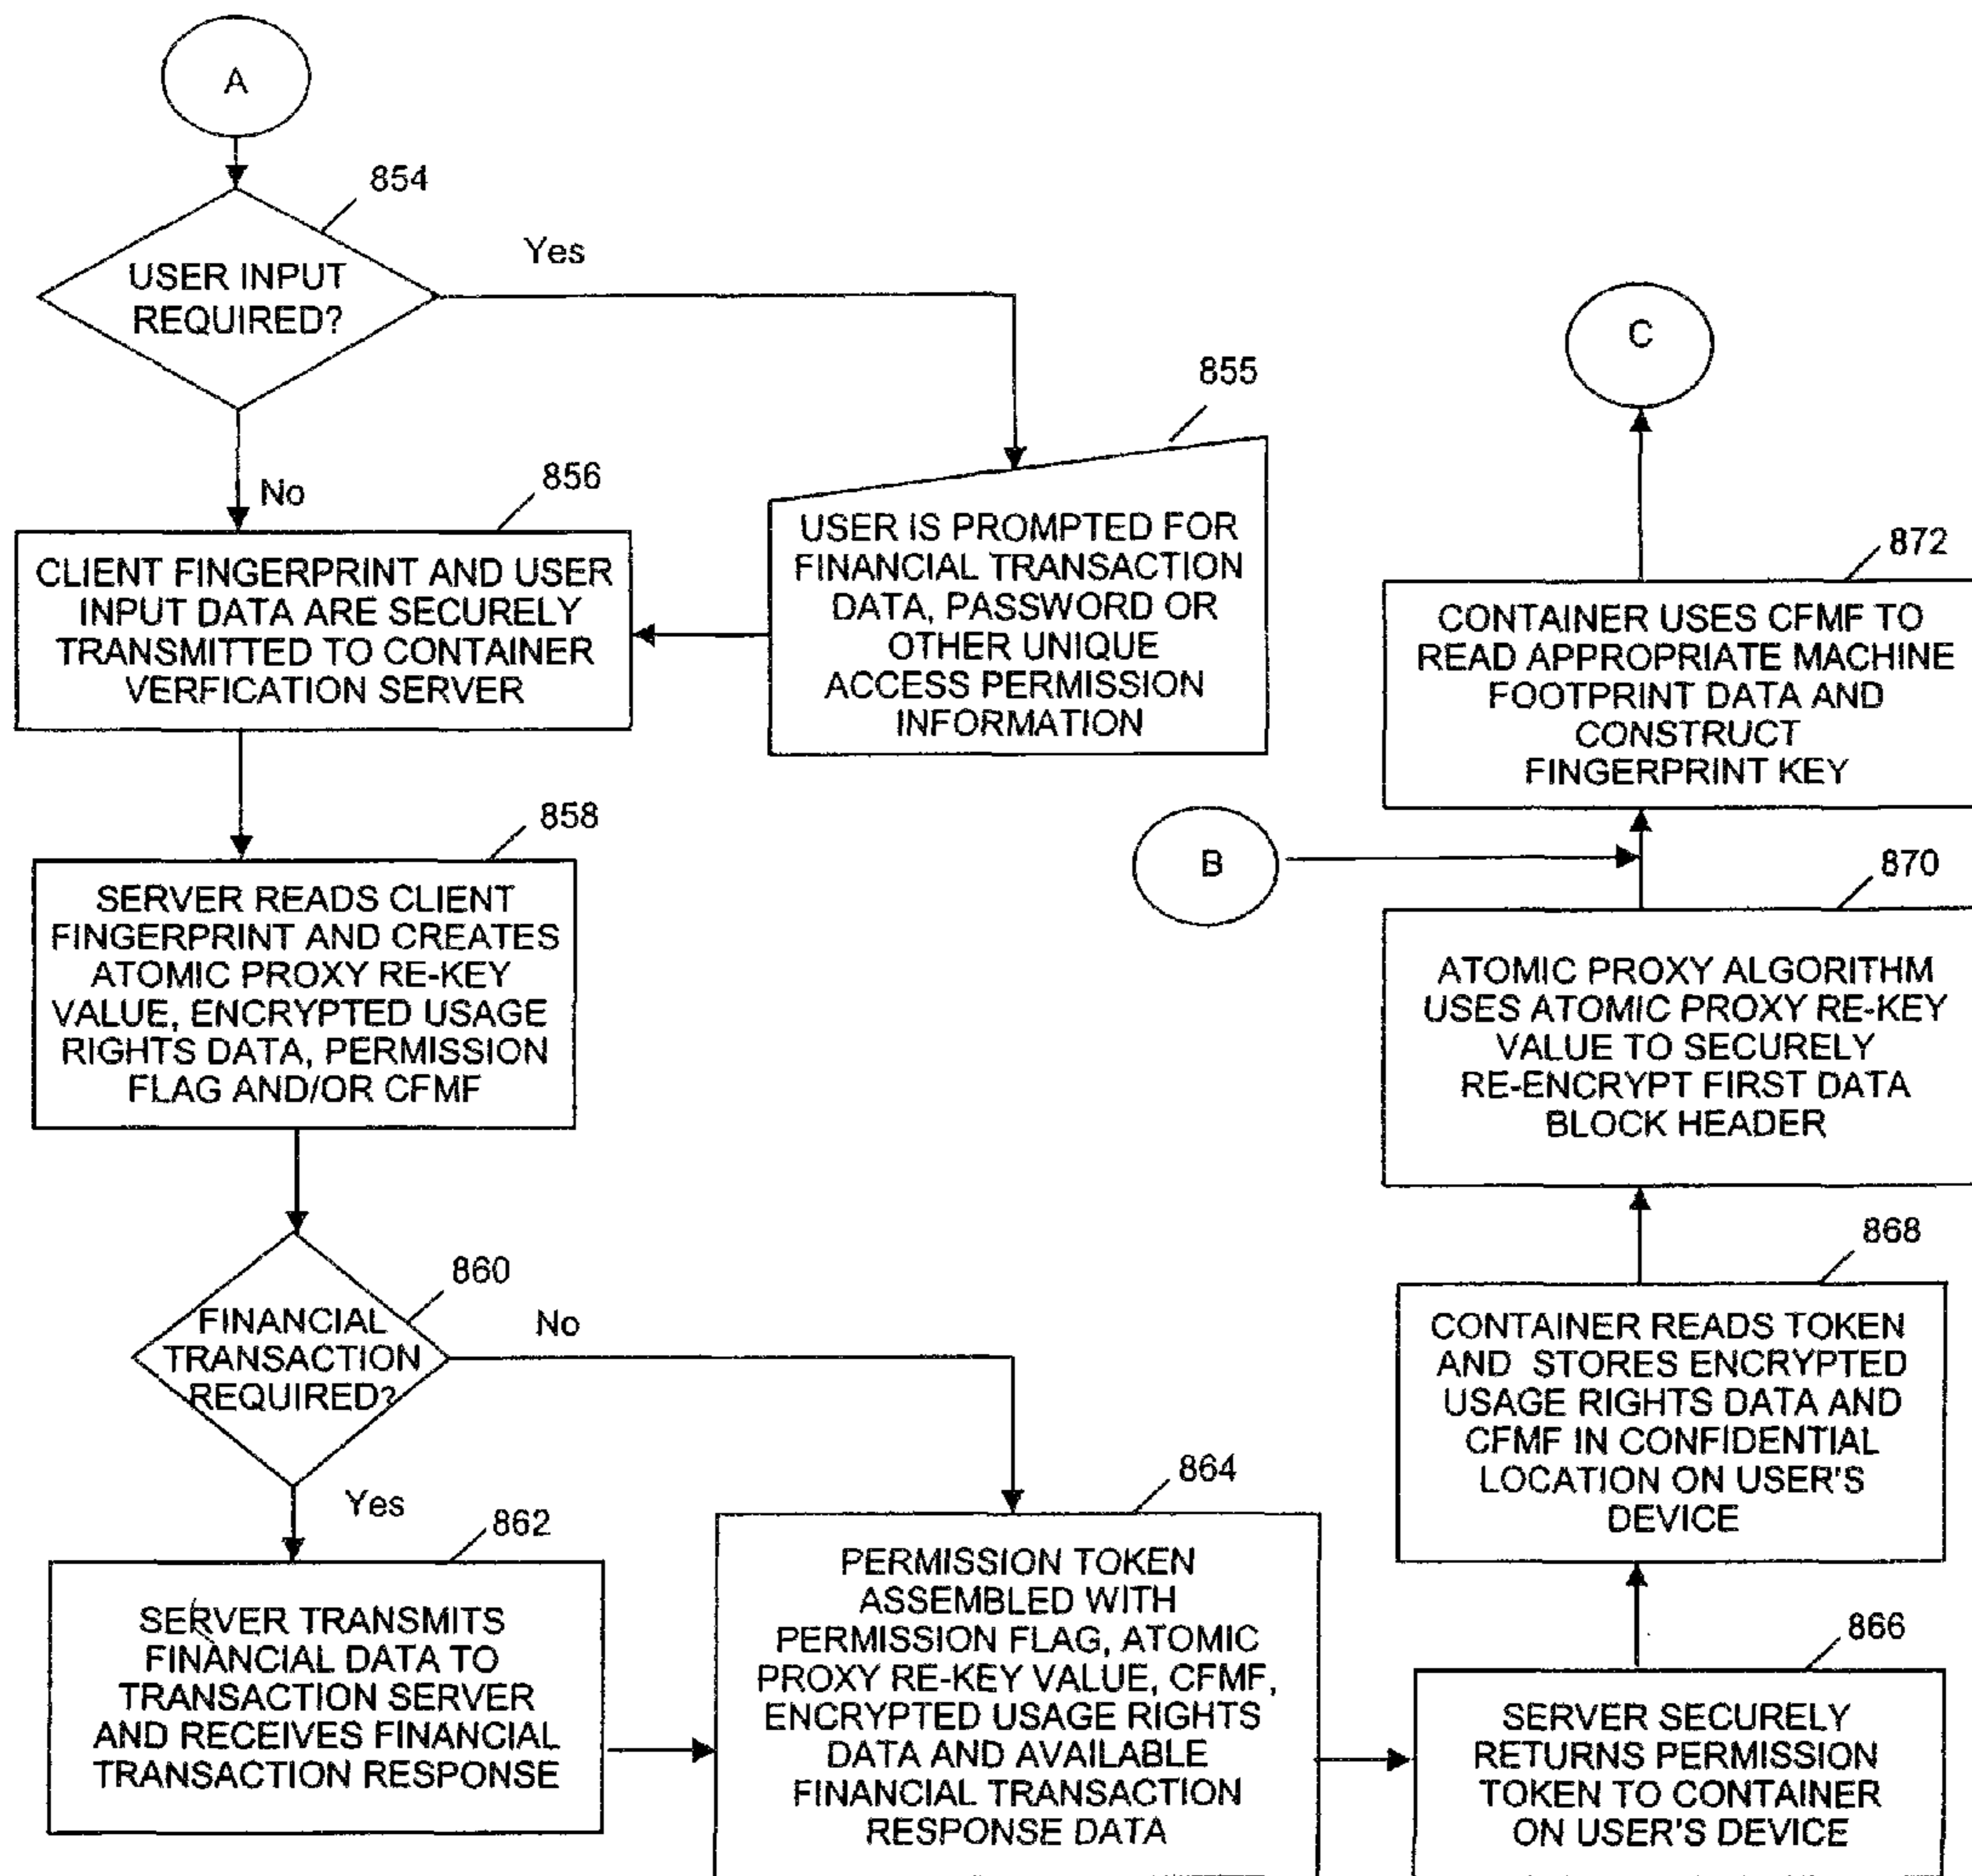 A
854
USER INPUT
REQUIRED?
Yes
No
855
USER IS PROMPTED FOR
FINANCIAL TRANSACTION
DATA, PASSWORD OR
OTHER UNIQUE
ACCESS PERMISSION
INFORMATION
856
CLIENT FINGERPRINT AND USER
INPUT DATA ARE SECURELY
TRANSMITTED TO CONTAINER
VERFICATION SERVER
858
SERVER READS CLIENT
FINGERPRINT AND CREATES
ATOMIC PROXY RE-KEY
VALUE, ENCRYPTED USAGE
RIGHTS DATA, PERMISSION
FLAG AND/OR CFMF
860
FINANCIAL
TRANSACTION
REQUIRED?
No
Yes
862
SERVER TRANSMITS
FINANCIAL DATA TO
TRANSACTION SERVER
AND RECEIVES FINANCIAL
TRANSACTION RESPONSE
864
PERMISSION TOKEN
ASSEMBLED WITH
PERMISSION FLAG, ATOMIC
PROXY RE-KEY VALUE, CFMF,
ENCRYPTED USAGE RIGHTS
DATA AND AVAILABLE
FINANCIAL TRANSACTION
RESPONSE DATA
866
SERVER SECURELY
RETURNS PERMISSION
TOKEN TO CONTAINER
ON USER'S DEVICE
868
CONTAINER READS TOKEN
AND STORES ENCRYPTED
USAGE RIGHTS DATA AND
CFMF IN CONFIDENTIAL
LOCATION ON USER'S
DEVICE
870
ATOMIC PROXY ALGORITHM
USES ATOMIC PROXY RE-KEY
VALUE TO SECURELY
RE-ENCRYPT FIRST DATA
BLOCK HEADER
B
872
CONTAINER USES CFMF TO
READ APPROPRIATE MACHINE
FOOTPRINT DATA AND
CONSTRUCT
FINGERPRINT KEY
C